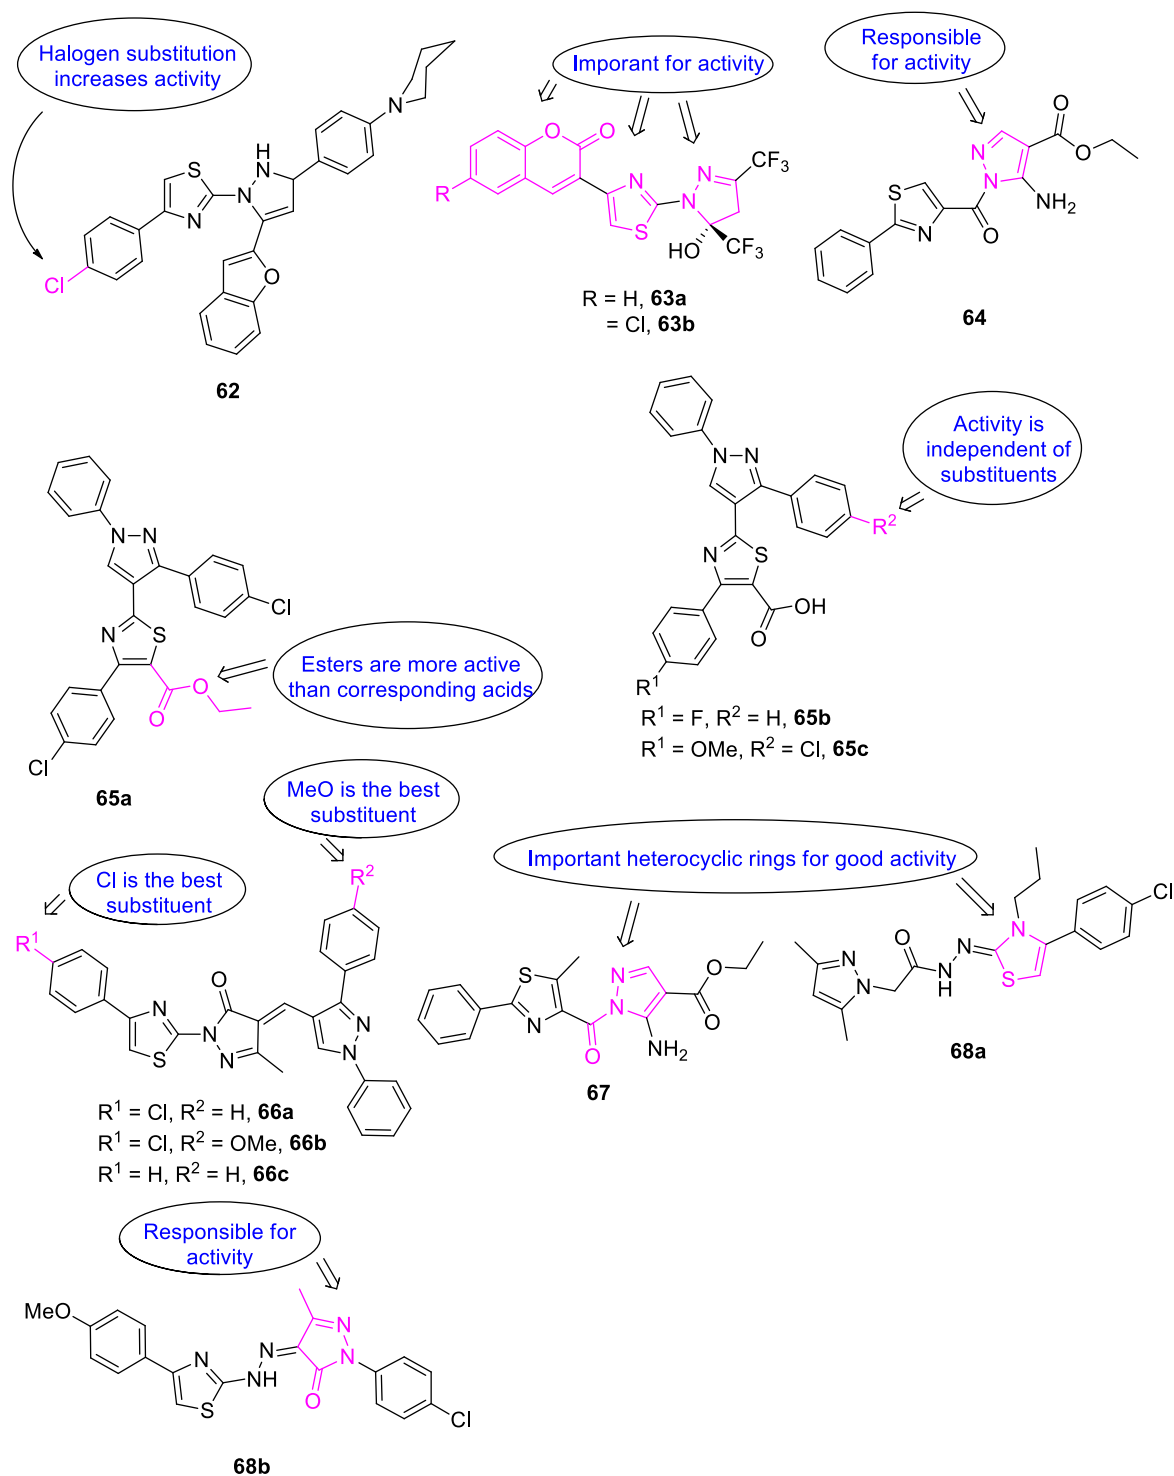 Halogen substitution
increases activity
N
S
H
N
N
N
Cl
O
62
Imporant for activity
O
O
R
N
S
N
N
CF3
HO
CF3
R = H, 63a
= Cl, 63b
Responsible
for activity
O
O
N
N
NH2
S
N
O
64
N
N
Cl
N
S
O
O
Cl
65a
Esters are more active
than corresponding acids
N
N
R2
N
S
OH
O
R1
R1 = F, R2 = H, 65b
R1 = OMe, R2 = Cl, 65c
Activity is
independent of
substituents
MeO is the best
substituent
Cl is the best
substituent
R1
R2
O
N
S
N
N
N
N
R1 = Cl, R2 = H, 66a
R1 = Cl, R2 = OMe, 66b
R1 = H, R2 = H, 66c
Important heterocyclic rings for good activity
S
N
N
N
O
O
O
NH2
67
Cl
N
O
N
N
N
N
H
S
68a
Responsible for
activity
MeO
N
S
N
NH
N
N
O
Cl
68b